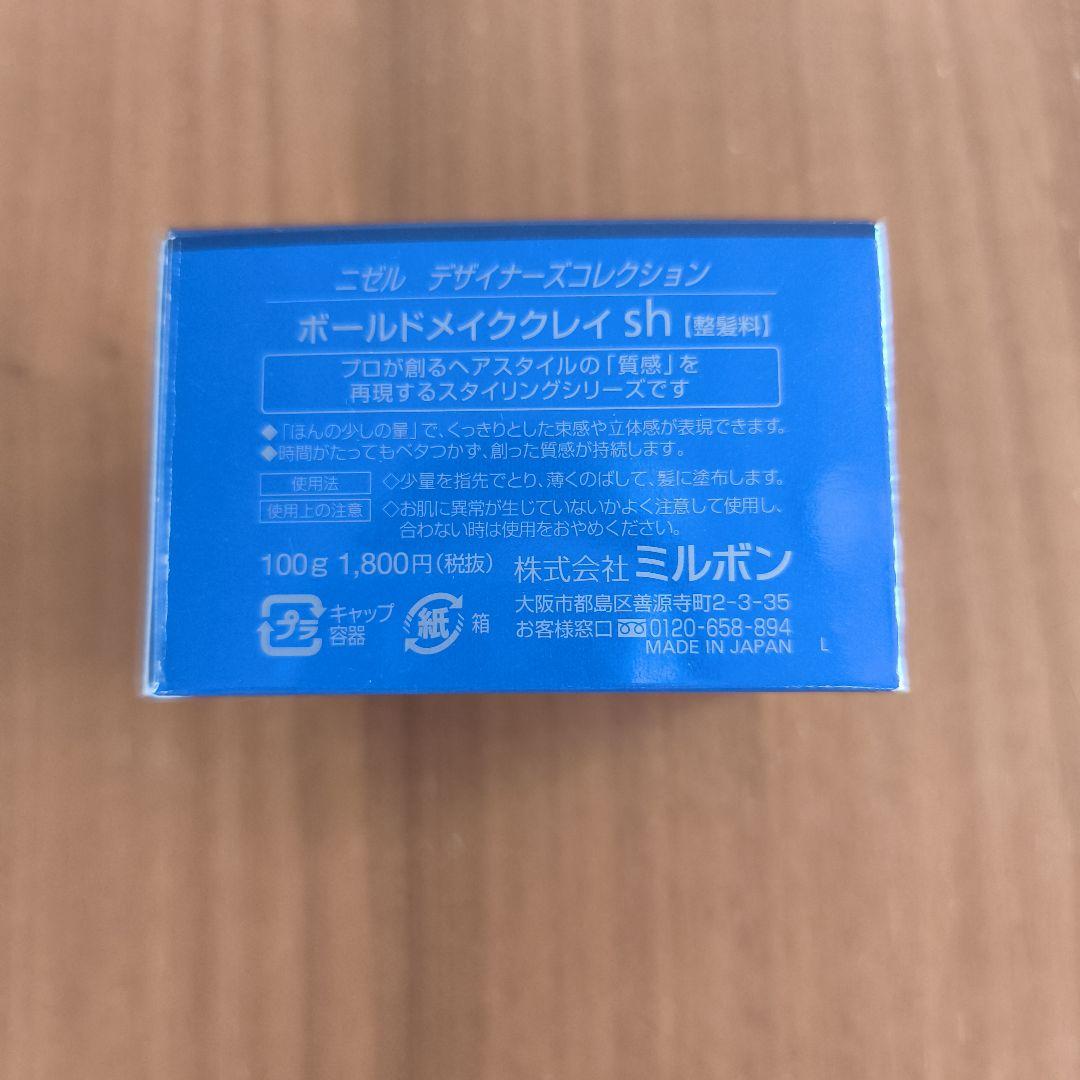 ニゼル デザイナーズコレクション
ボールドメイククレイ sh 【整髪料】
プロが創るヘアスタイルの「質感」を
再現するスタイリングシリーズです
◆「ほんの少しの量」で、くっきりとした束感や立体感が表現できます。
◆時間がたってもベタつかず、創った質感が持続します。
使用法 ◇少量を指先でとり、薄くのばして、髪に塗布します。
使用上の注意 ◇お肌に異常が生じていないかよく注意して使用し、
合わない時は使用をおやめください。
100g 1,800円(税抜) 株式会社 ミルボン
大阪市都島区善源寺町2-3-35
プラ キャップ 容器 紙 箱
お客様窓口 0120-658-894
MADE IN JAPAN L